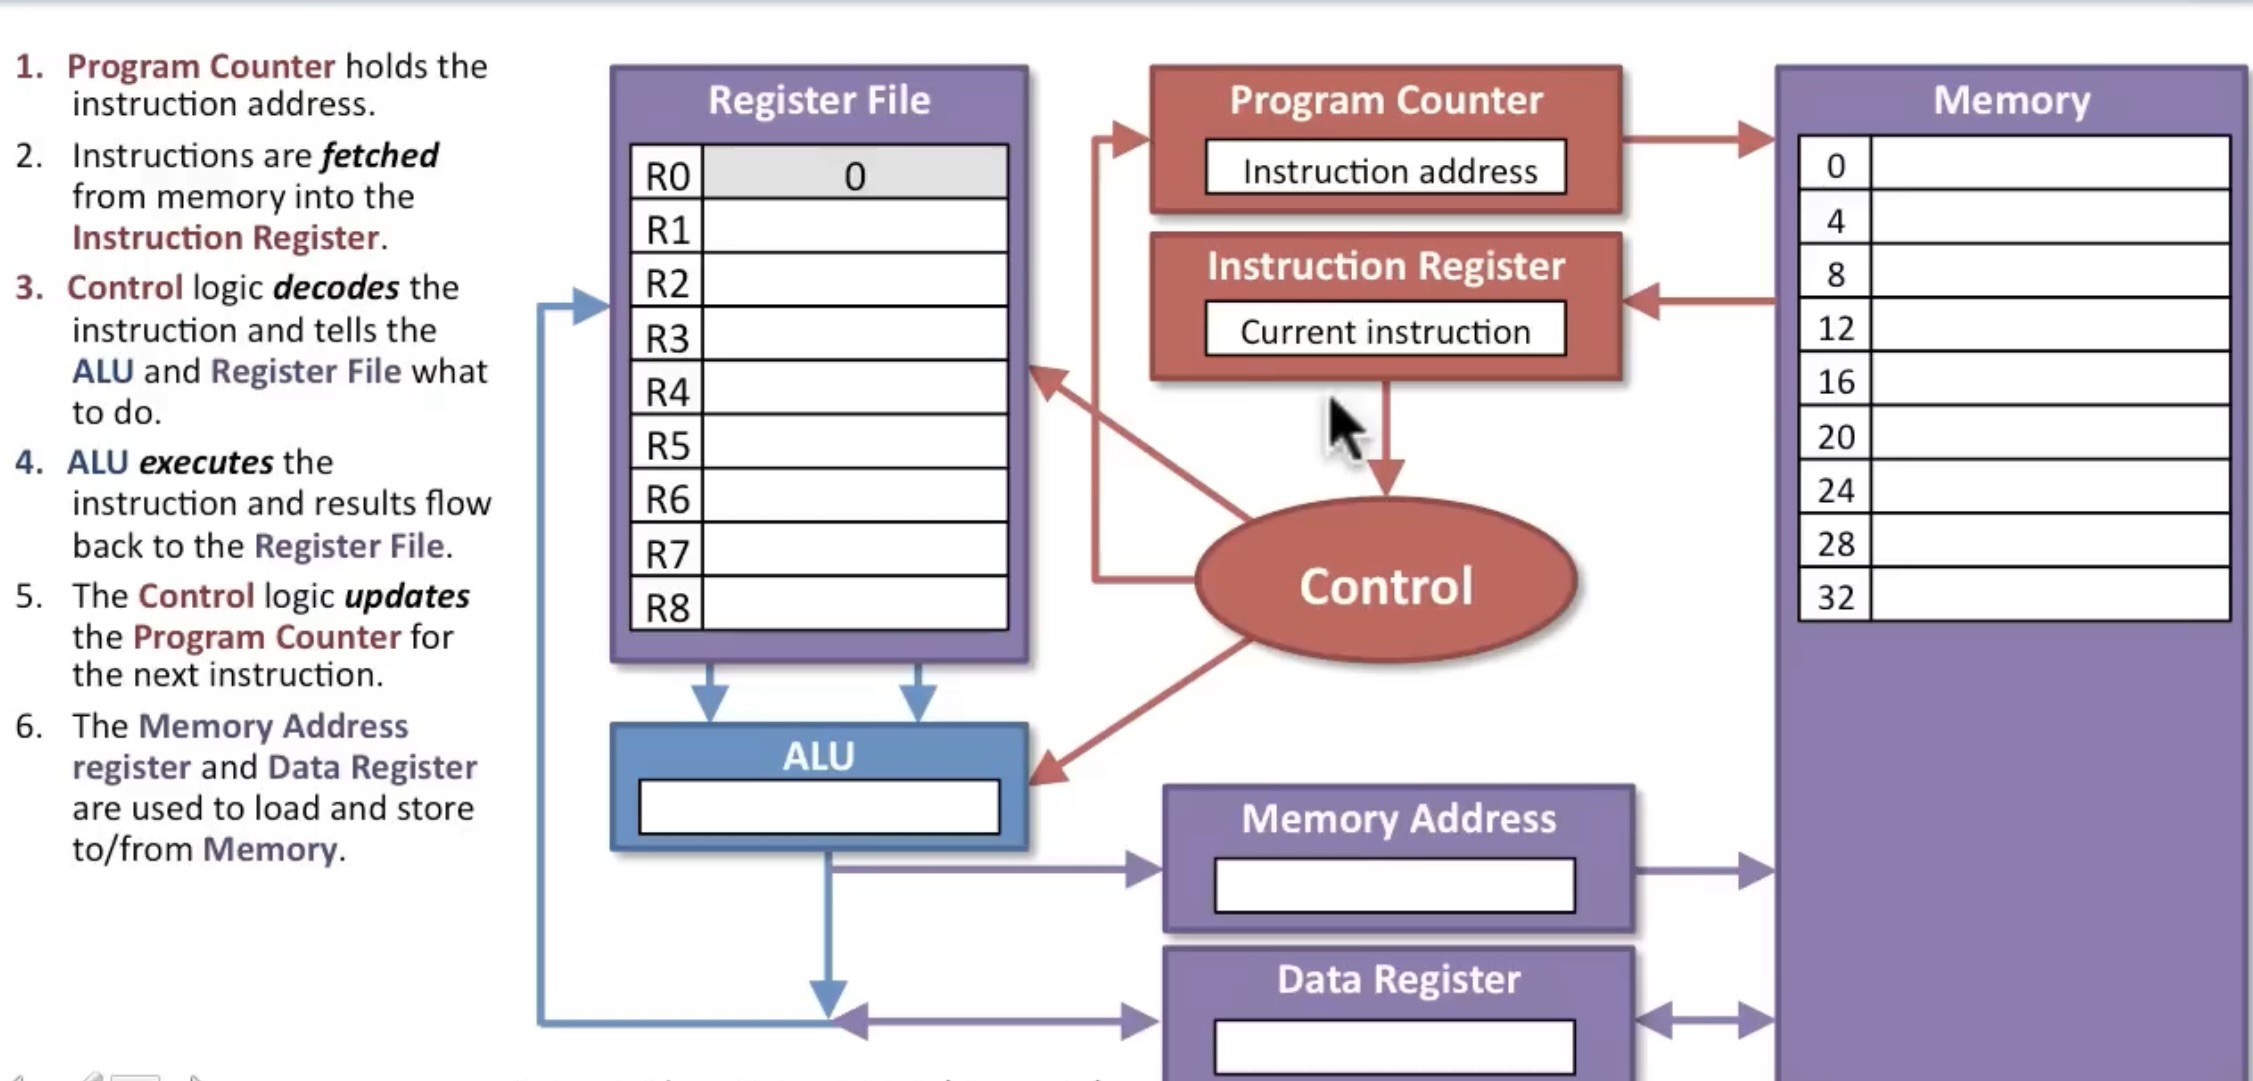 1. Program Counter holds the
instruction address.
2. Instructions are fetched
from memory into the
Instruction Register.
3. Control logic decodes the
instruction and tells the
ALU and Register File what
to do.
4. ALU executes the
instruction and results flow
back to the Register File.
5. The Control logic updates
the Program Counter for
the next instruction.
6. The Memory Address
register and Data Register
are used to load and store
to/from Memory.
Register File
R0 0
R1
R2
R3
R4
R5
R6
R7
R8
ALU
Program Counter
Instruction address
Instruction Register
Current instruction
Control
Memory Address
Data Register
Memory
0
4
8
12
16
20
24
28
32